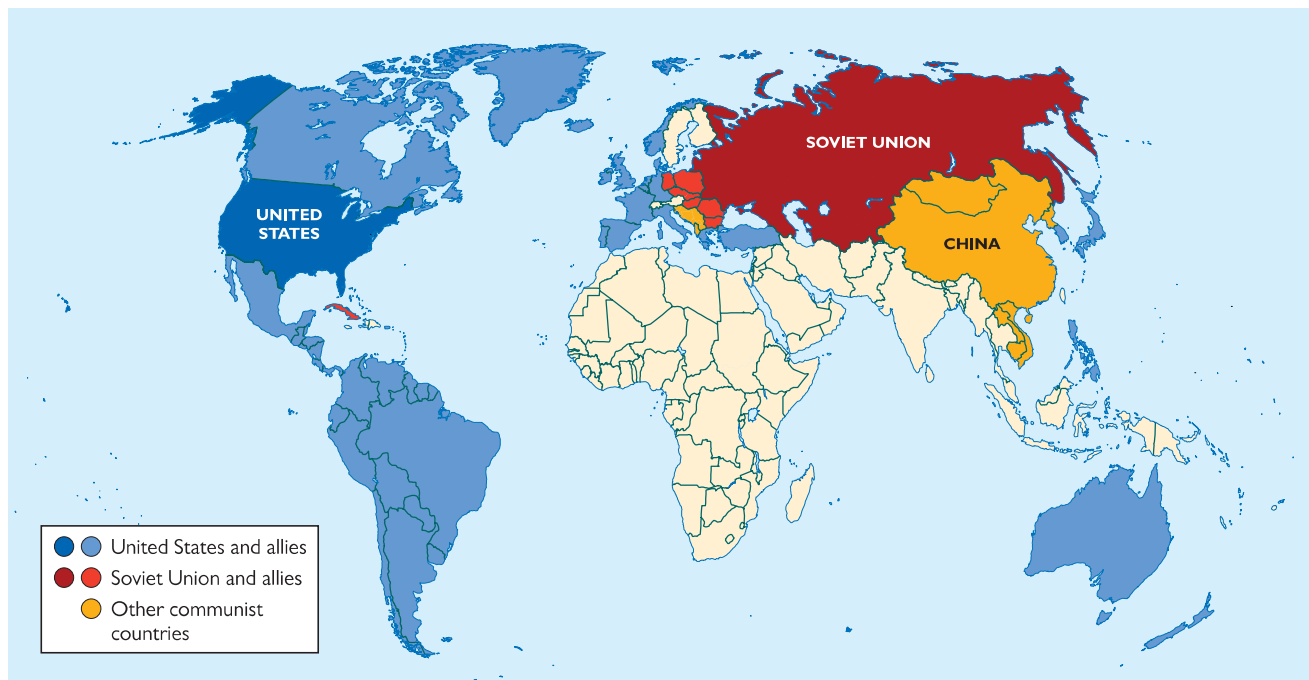 SOVIET UNION
UNITED
STATES
CHINA
United States and allies
Soviet Union and allies
Other communist
countries